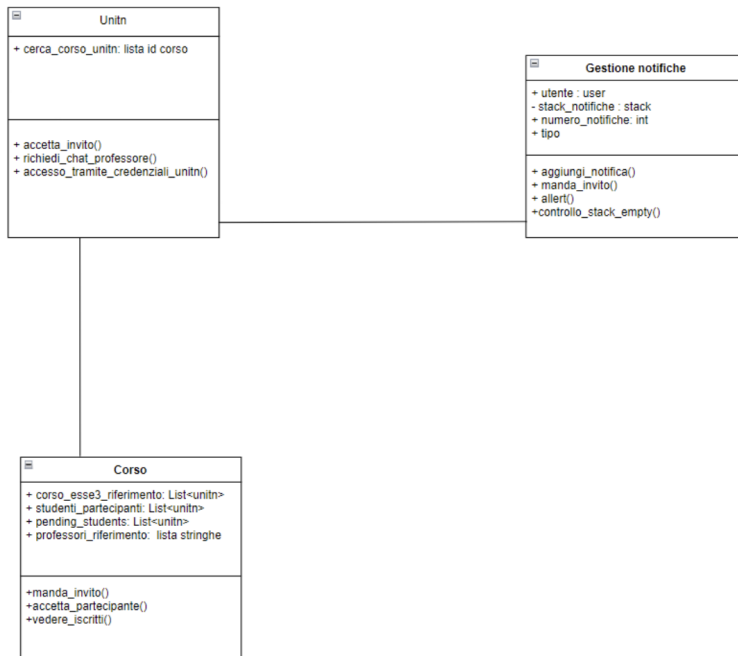 Unitn
+ cerca_corso_unitn: lista id corso
+ accetta_invito()
+ richiedi_chat_professore()
+ accesso_tramite_credenziali_unitn()
Gestione notifiche
+ utente : user
- stack_notifiche : stack
+ numero_notifiche: int
+ tipo
+ aggiungi_notifica()
+ manda_invito()
+ allert()
+controllo_stack_empty()
Corso
+ corso_esse3_riferimento: List<unitn>
+ studenti_partecipanti: List<unitn>
+ pending_students: List<unitn>
+ professori_riferimento:  lista stringhe
+manda_invito()
+accetta_partecipante()
+vedere_iscritti()